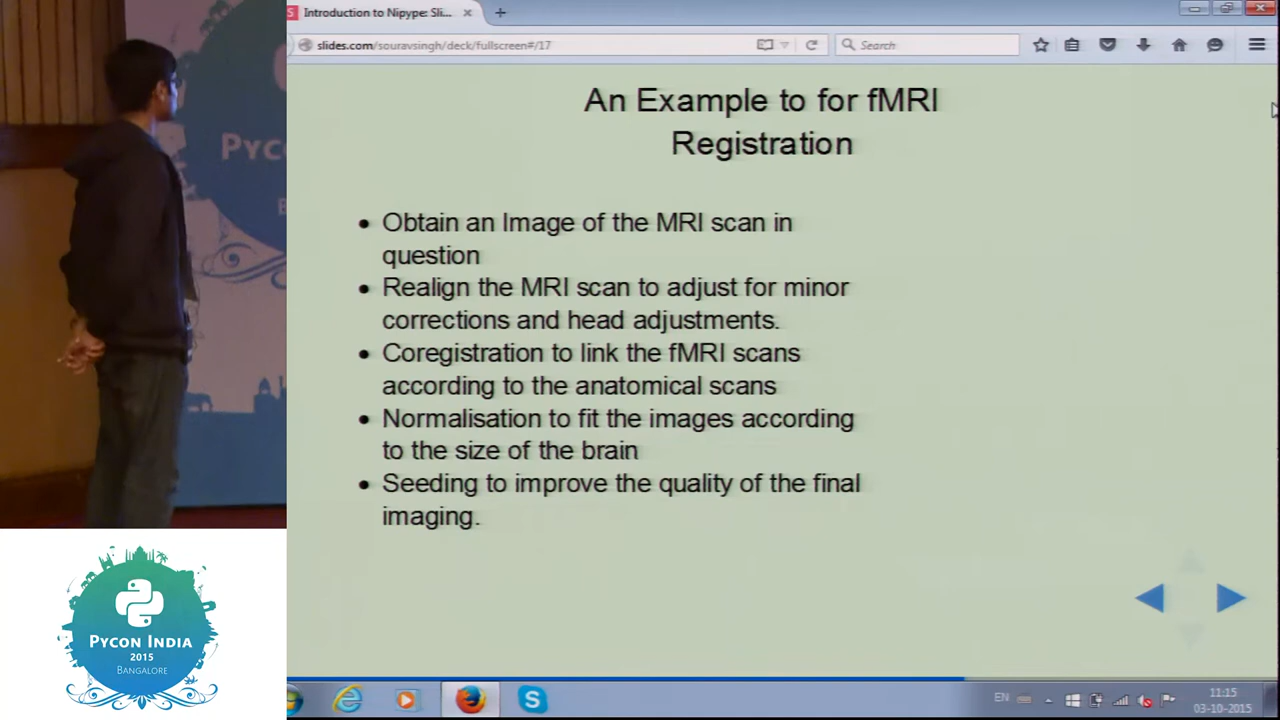 Introduction to Nipype: Sli...
slides.com/souravsingh/deck/fullscreen#/17
Search
An Example to for fMRI
Registration
Obtain an Image of the MRI scan in
question
Realign the MRI scan to adjust for minor
corrections and head adjustments.
Coregistration to link the fMRI scans
according to the anatomical scans
Normalisation to fit the images according
to the size of the brain
Seeding to improve the quality of the final
imaging.
PyCon
PYCON INDIA
2015
BANGALORE
EN
11:15
03-10-2015